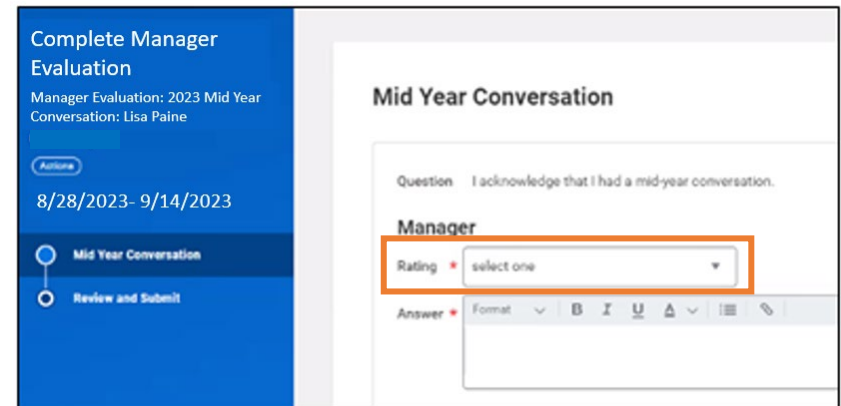 Complete Manager
Evaluation
Manager Evaluation: 2023 Mid Year
Conversation: Lisa Paine
Actions
8/28/2023- 9/14/2023
Mid Year Conversation
Review and Submit
Mid Year Conversation
Question I acknowledge that I had a mid-year conversation.
Manager
Rating * select one
Answer * Format B I U A